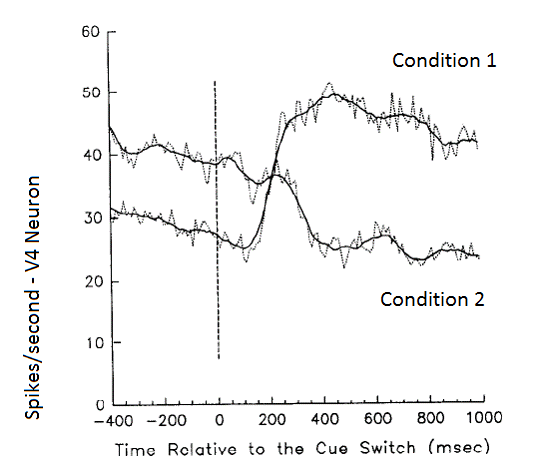 60
Condition 1
50
40
30
20
Condition 2
10
0
Spikes/second - V4 Neuron
-400 -200 0 200 400 600 800 1000
Time Relative to the Cue Switch (msec)